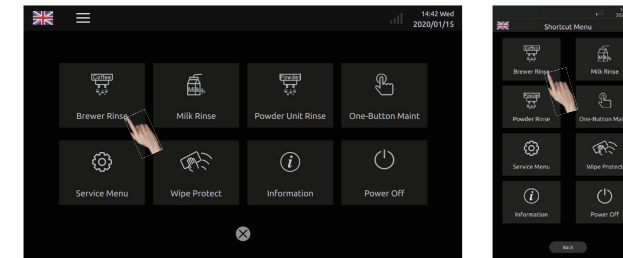 14:42 Wed
2020/01/15
Coffee
Milk
Powder
Brewer Rinse
Milk Rinse
Powder Unit Rinse
One-Button Maint
Service Menu
Wipe Protect
Information
Power Off
Shortcut Menu
Brewer Rinse
Milk Rinse
Powder Rinse
One-Button Mai
Service Menu
Wipe Protect
Information
Power Off
Back